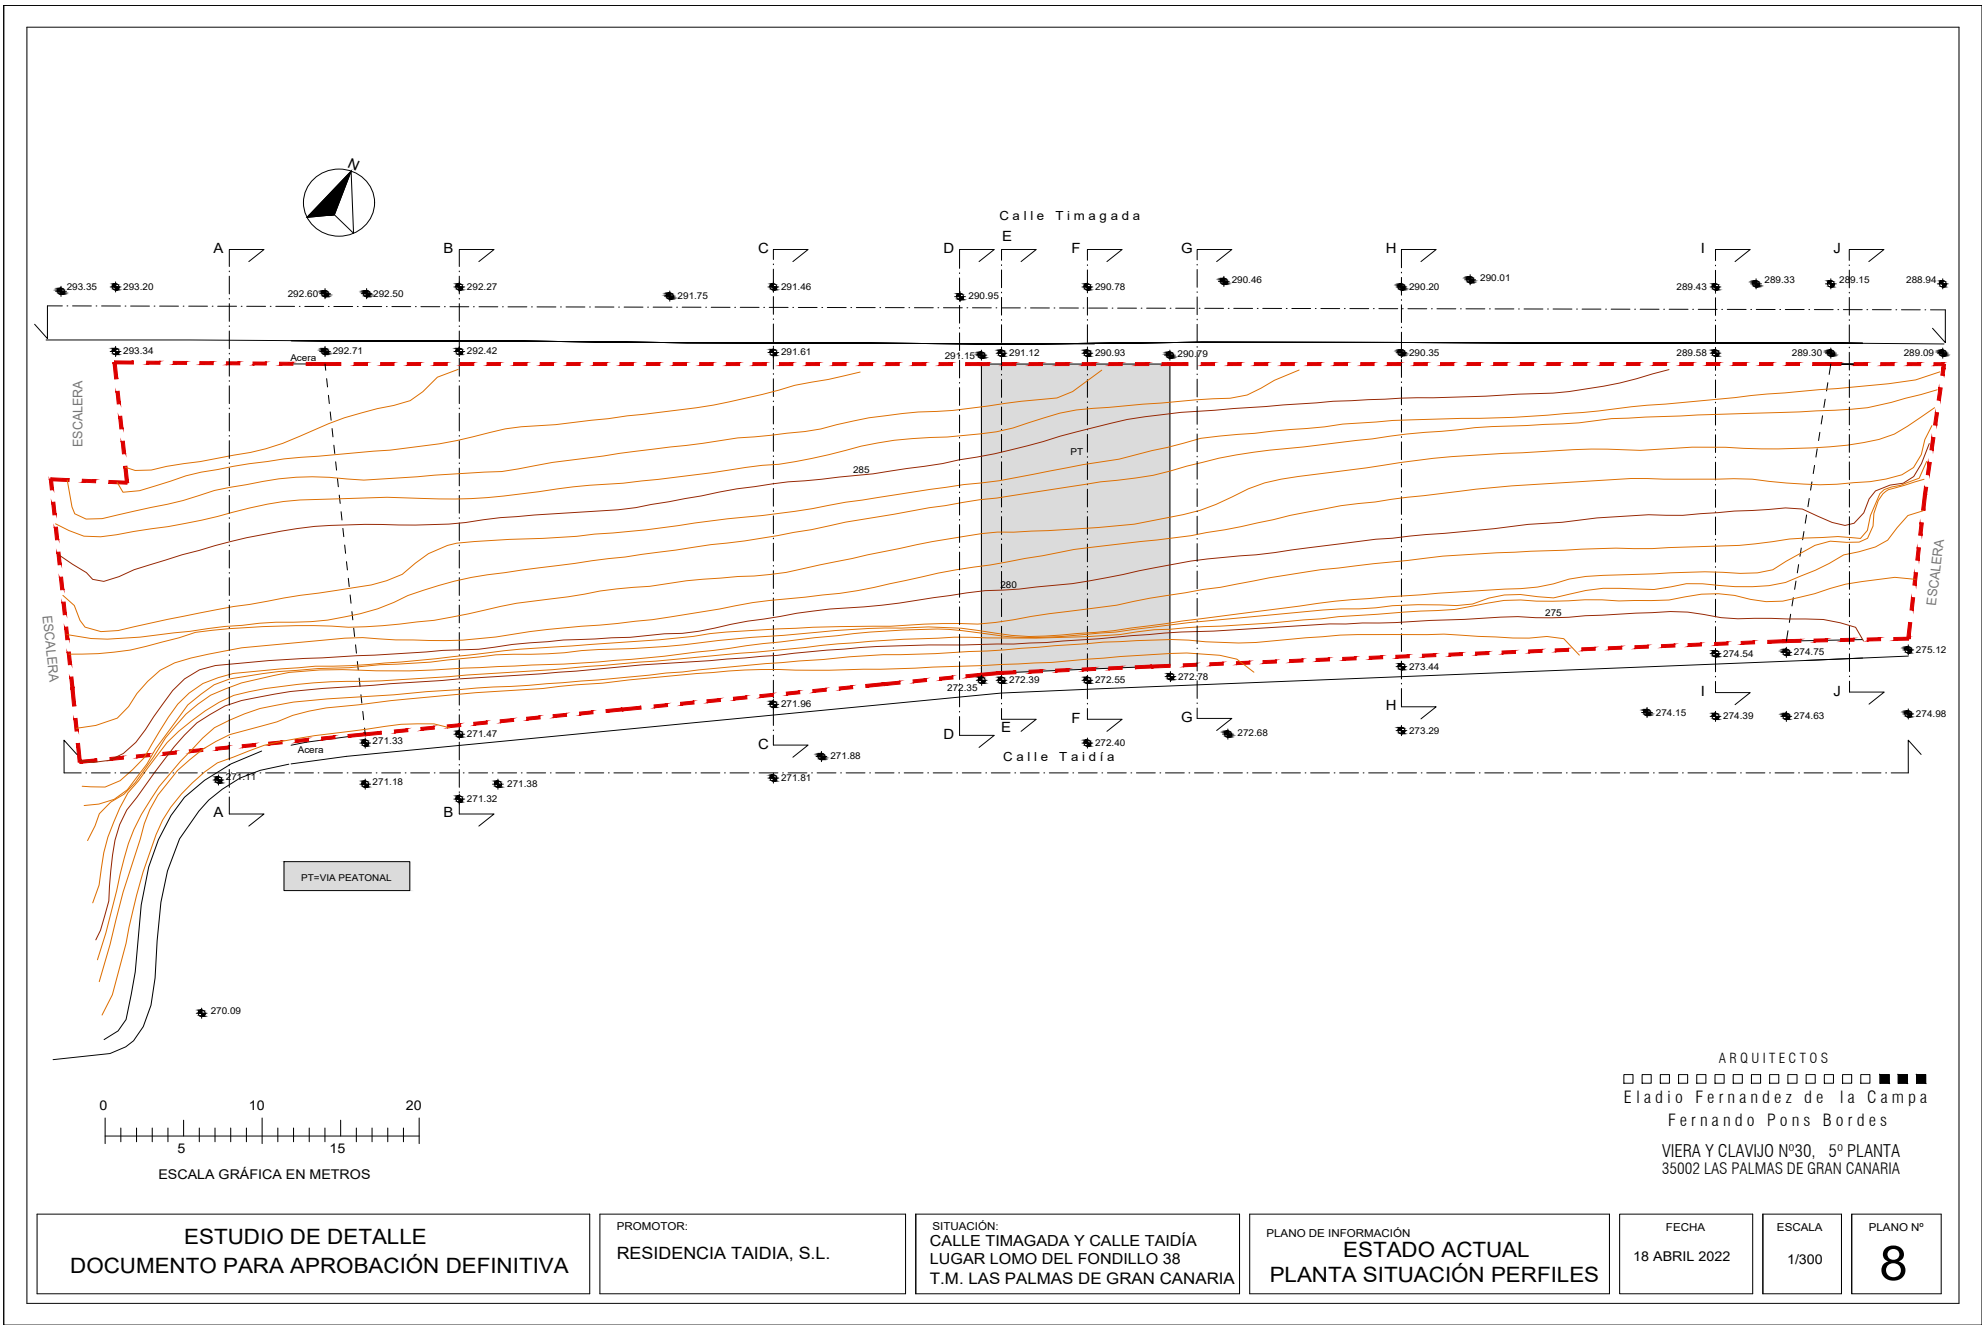 N
Calle Timagada
A
B
C
D
E
F
G
H
I
J
293.35
293.20
292.60
292.50
292.27
291.75
291.46
290.95
290.78
290.46
290.20
290.01
289.43
289.33
289.15
288.94
293.34
Acera
292.71
292.42
291.61
291.15
291.12
290.93
290.79
290.35
289.58
289.30
289.09
ESCALERA
PT
285
280
275
ESCALERA
ESCALERA
272.35
272.39
272.55
272.78
273.44
274.54
274.75
275.12
271.96
271.47
271.33
Acera
271.11
271.18
271.38
271.32
271.88
271.81
272.40
272.68
273.29
274.15
274.39
274.63
274.98
A
B
C
D
E
F
G
H
I
J
Calle Taidía
PT=VIA PEATONAL
270.09
0
10
20
5
15
ESCALA GRÁFICA EN METROS
ARQUITECTOS
Eladio Fernandez de la Campa
Fernando Pons Bordes
VIERA Y CLAVIJO Nº30, 5º PLANTA
35002 LAS PALMAS DE GRAN CANARIA
ESTUDIO DE DETALLE
DOCUMENTO PARA APROBACIÓN DEFINITIVA
PROMOTOR:
RESIDENCIA TAIDIA, S.L.
SITUACIÓN:
CALLE TIMAGADA Y CALLE TAIDÍA
LUGAR LOMO DEL FONDILLO 38
T.M. LAS PALMAS DE GRAN CANARIA
PLANO DE INFORMACIÓN
ESTADO ACTUAL
PLANTA SITUACIÓN PERFILES
FECHA
18 ABRIL 2022
ESCALA
1/300
PLANO Nº
8